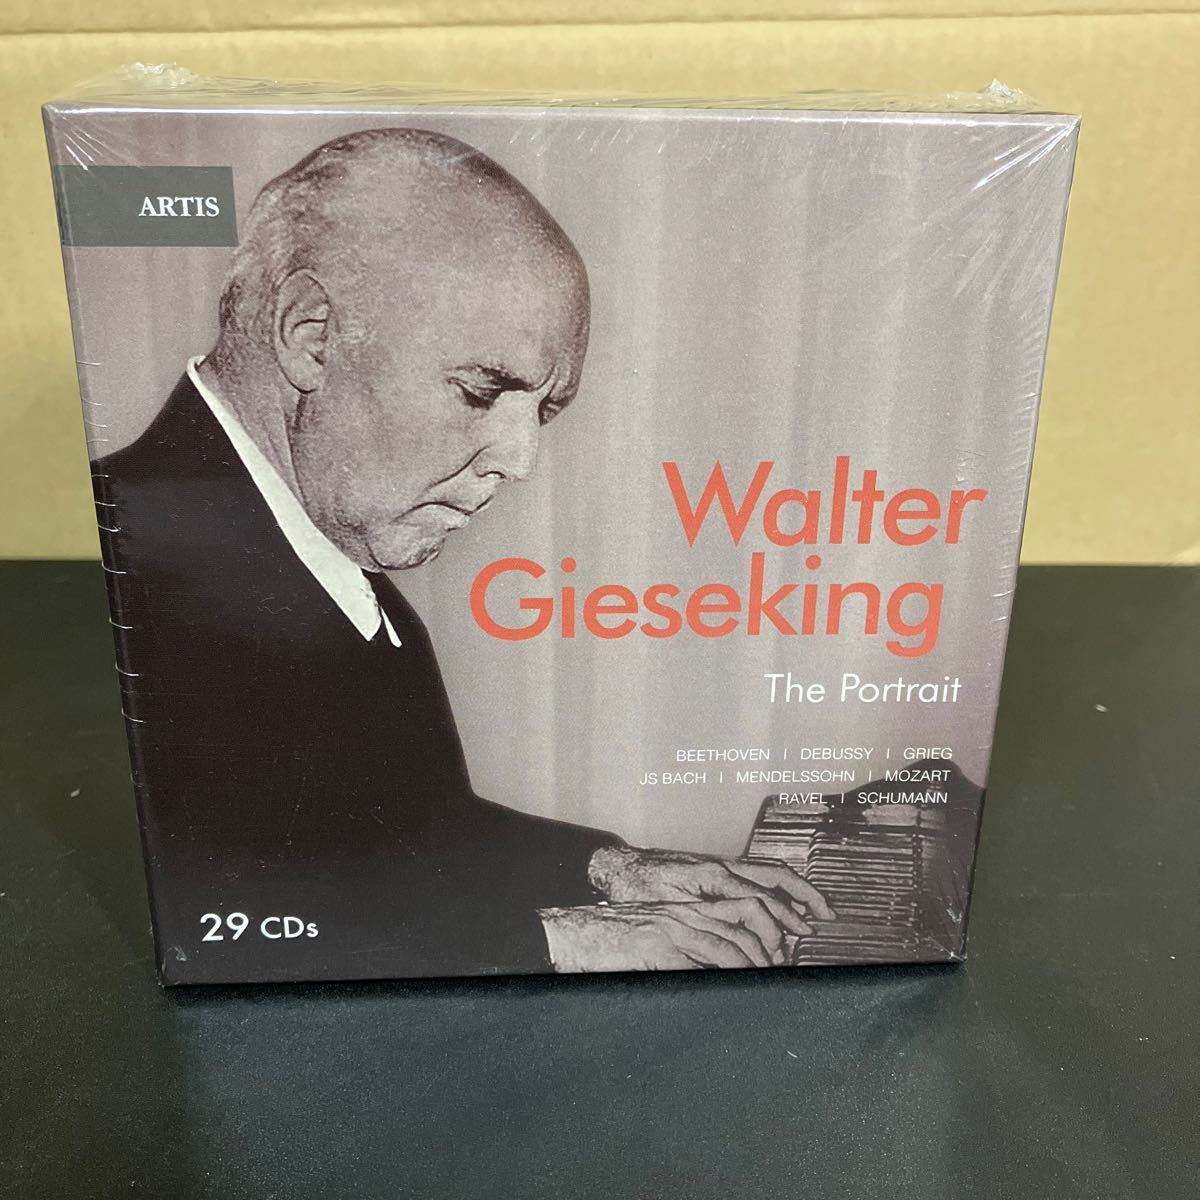 ARTIS
Walter
Gieseking
The Portrait
BEETHOVEN | DEBUSSY | GRIEG
JS BACH | MENDELSSOHN | MOZART
RAVEL | SCHUMANN
29 CDs